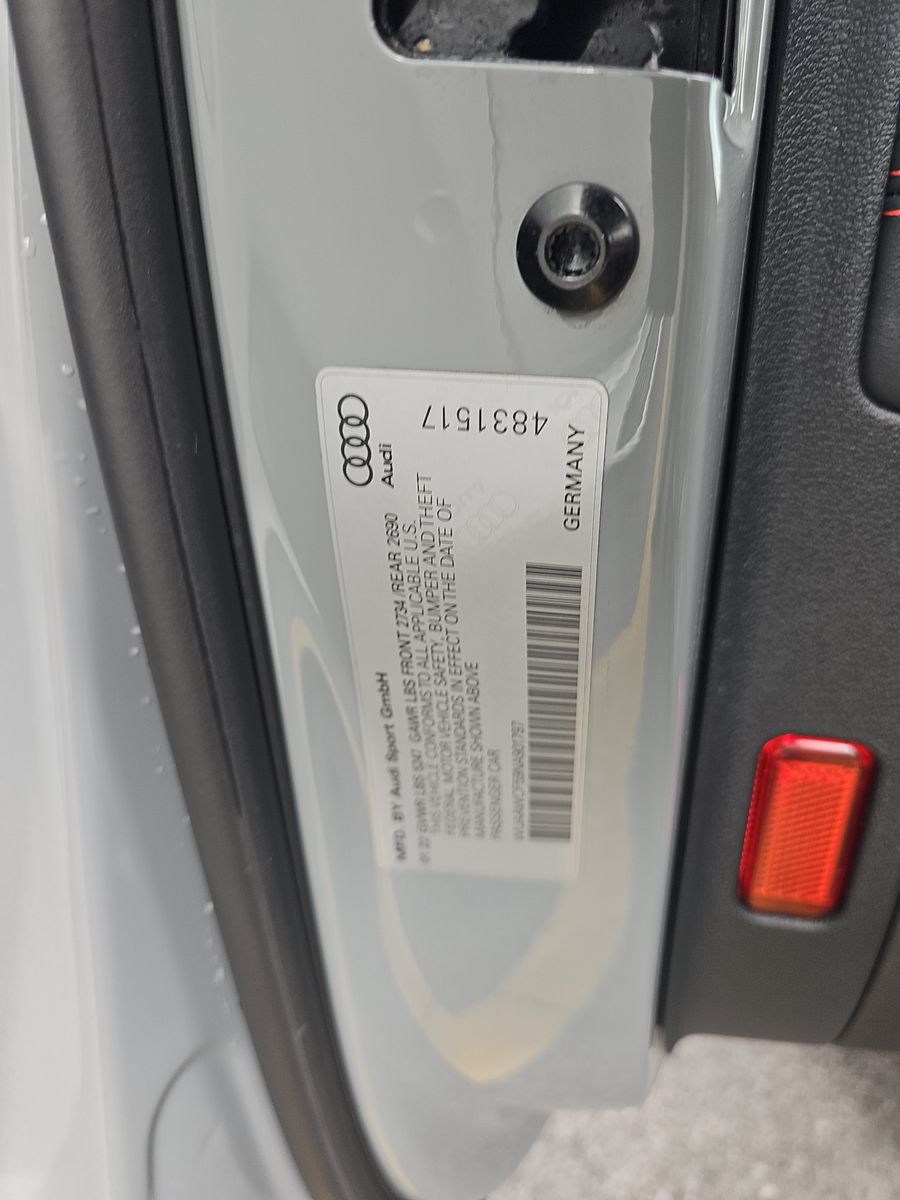 Audi
4831517
MFD. BY Audi Sport GmbH
GVWR LBS GAWR LBS FRONT 2734 /REAR 2690
THIS VEHICLE CONFORMS TO ALL APPLICABLE U.S.
FEDERAL MOTOR VEHICLE SAFETY, BUMPER AND THEFT
PREVENTION STANDARDS IN EFFECT ON THE DATE OF
MANUFACTURE SHOWN ABOVE
PASSENGER CAR
GERMANY